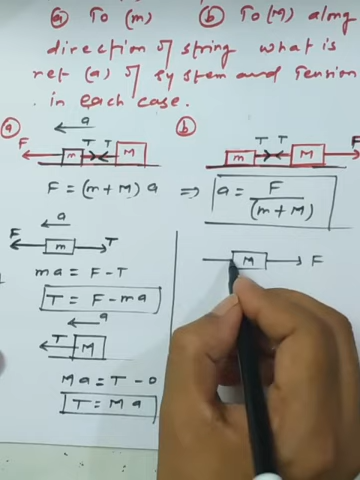 ⓐ To (m) ⓑ To (M) along
direction of string what is
net (a) of system and Tension
in each case.
ⓐ a
F m T T M
ⓑ m T T M F
F = (m+M) a ⇒ a = F/(m+M)
a
F m T
ma = F - T
T = F - ma
a
T M
Ma = T - 0
T = Ma
M F